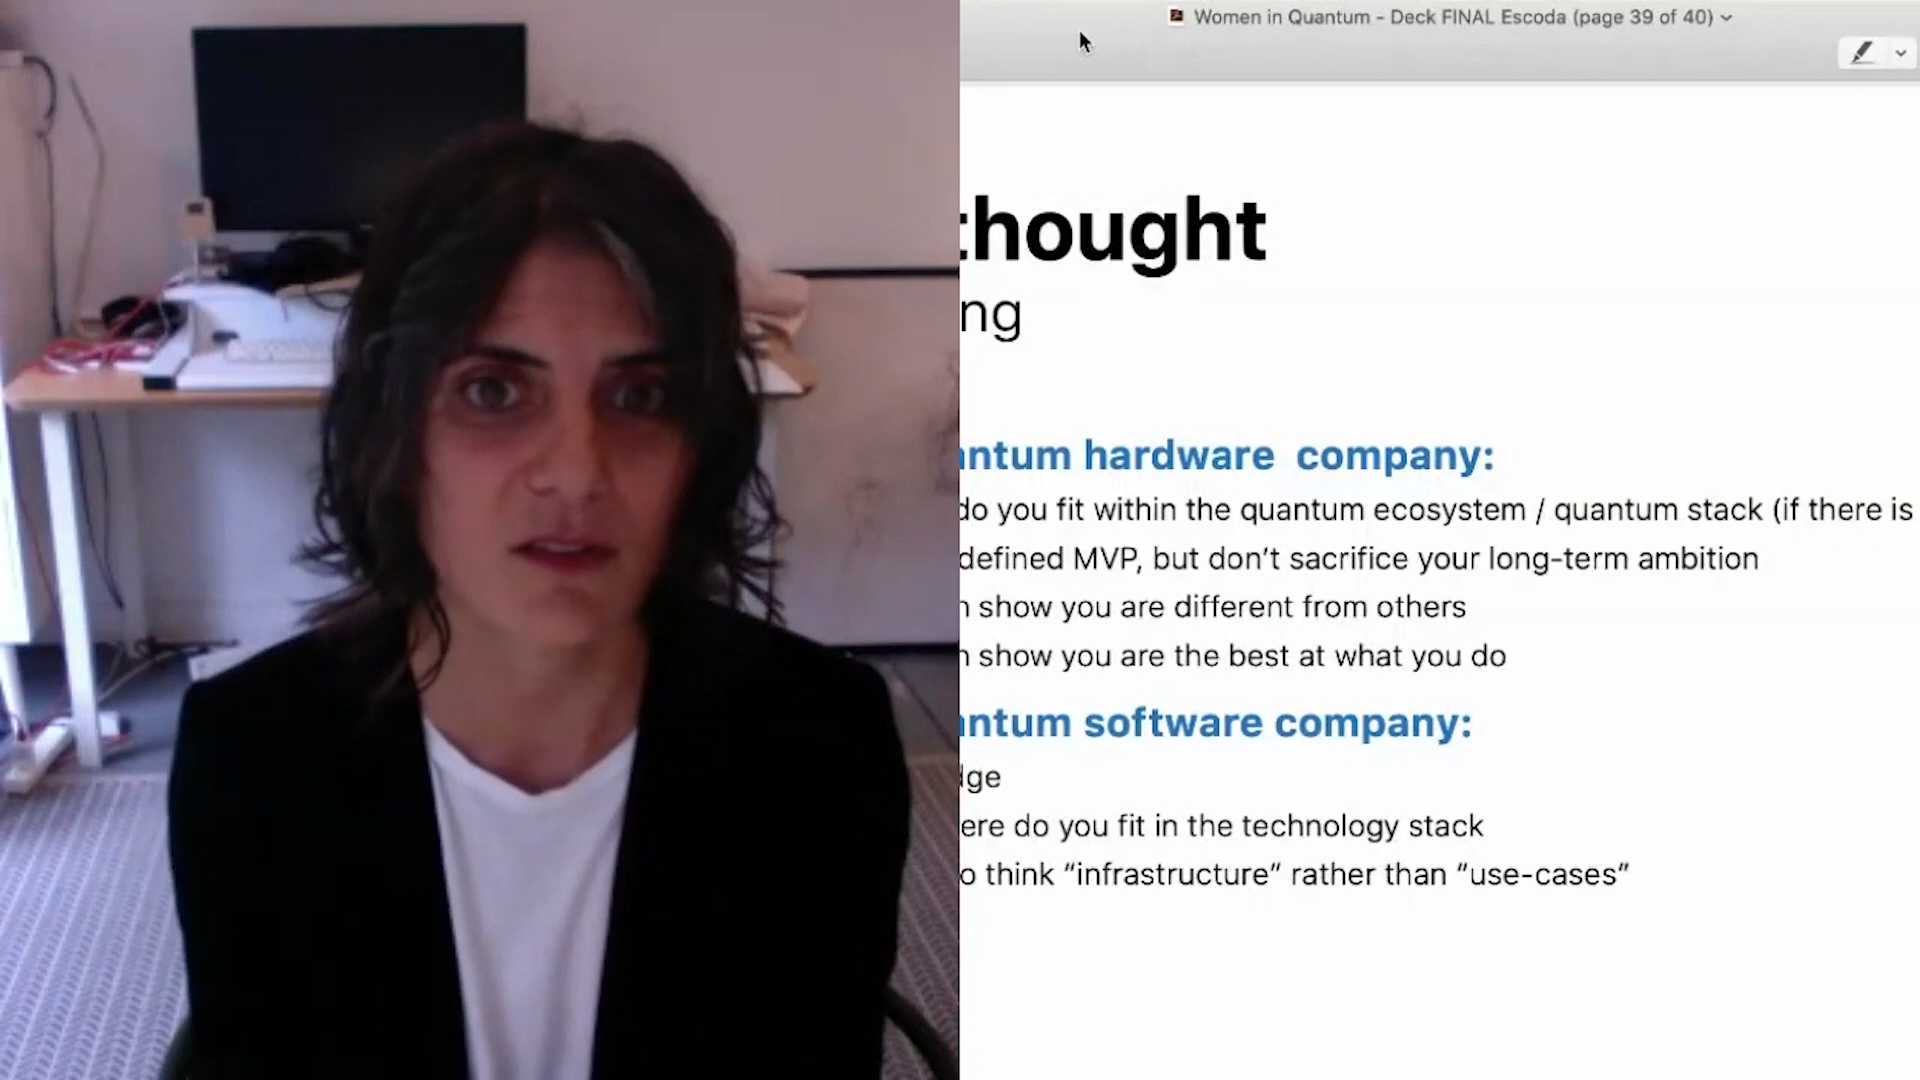 Women in Quantum - Deck FINAL Escoda (page 39 of 40)
thought
ng
antum hardware company:
do you fit within the quantum ecosystem / quantum stack (if there is
defined MVP, but don’t sacrifice your long-term ambition
show you are different from others
show you are the best at what you do
antum software company:
dge
ere do you fit in the technology stack
o think “infrastructure” rather than “use-cases”